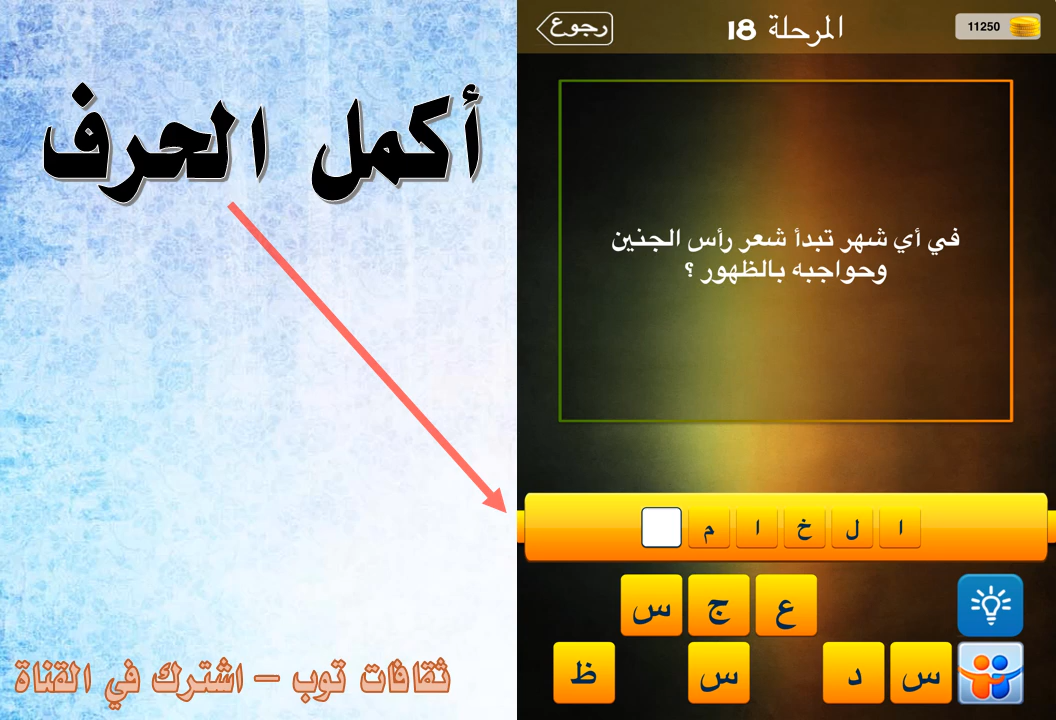 أكمل الحرف
ثقافات توب – اشترك في القناة
رجوع
المرحلة 18
11250
في أي شهر تبدأ شعر رأس الجنين
وحواجبه بالظهور ؟
ا ل خ ا م
ع ج س
س د س ظ